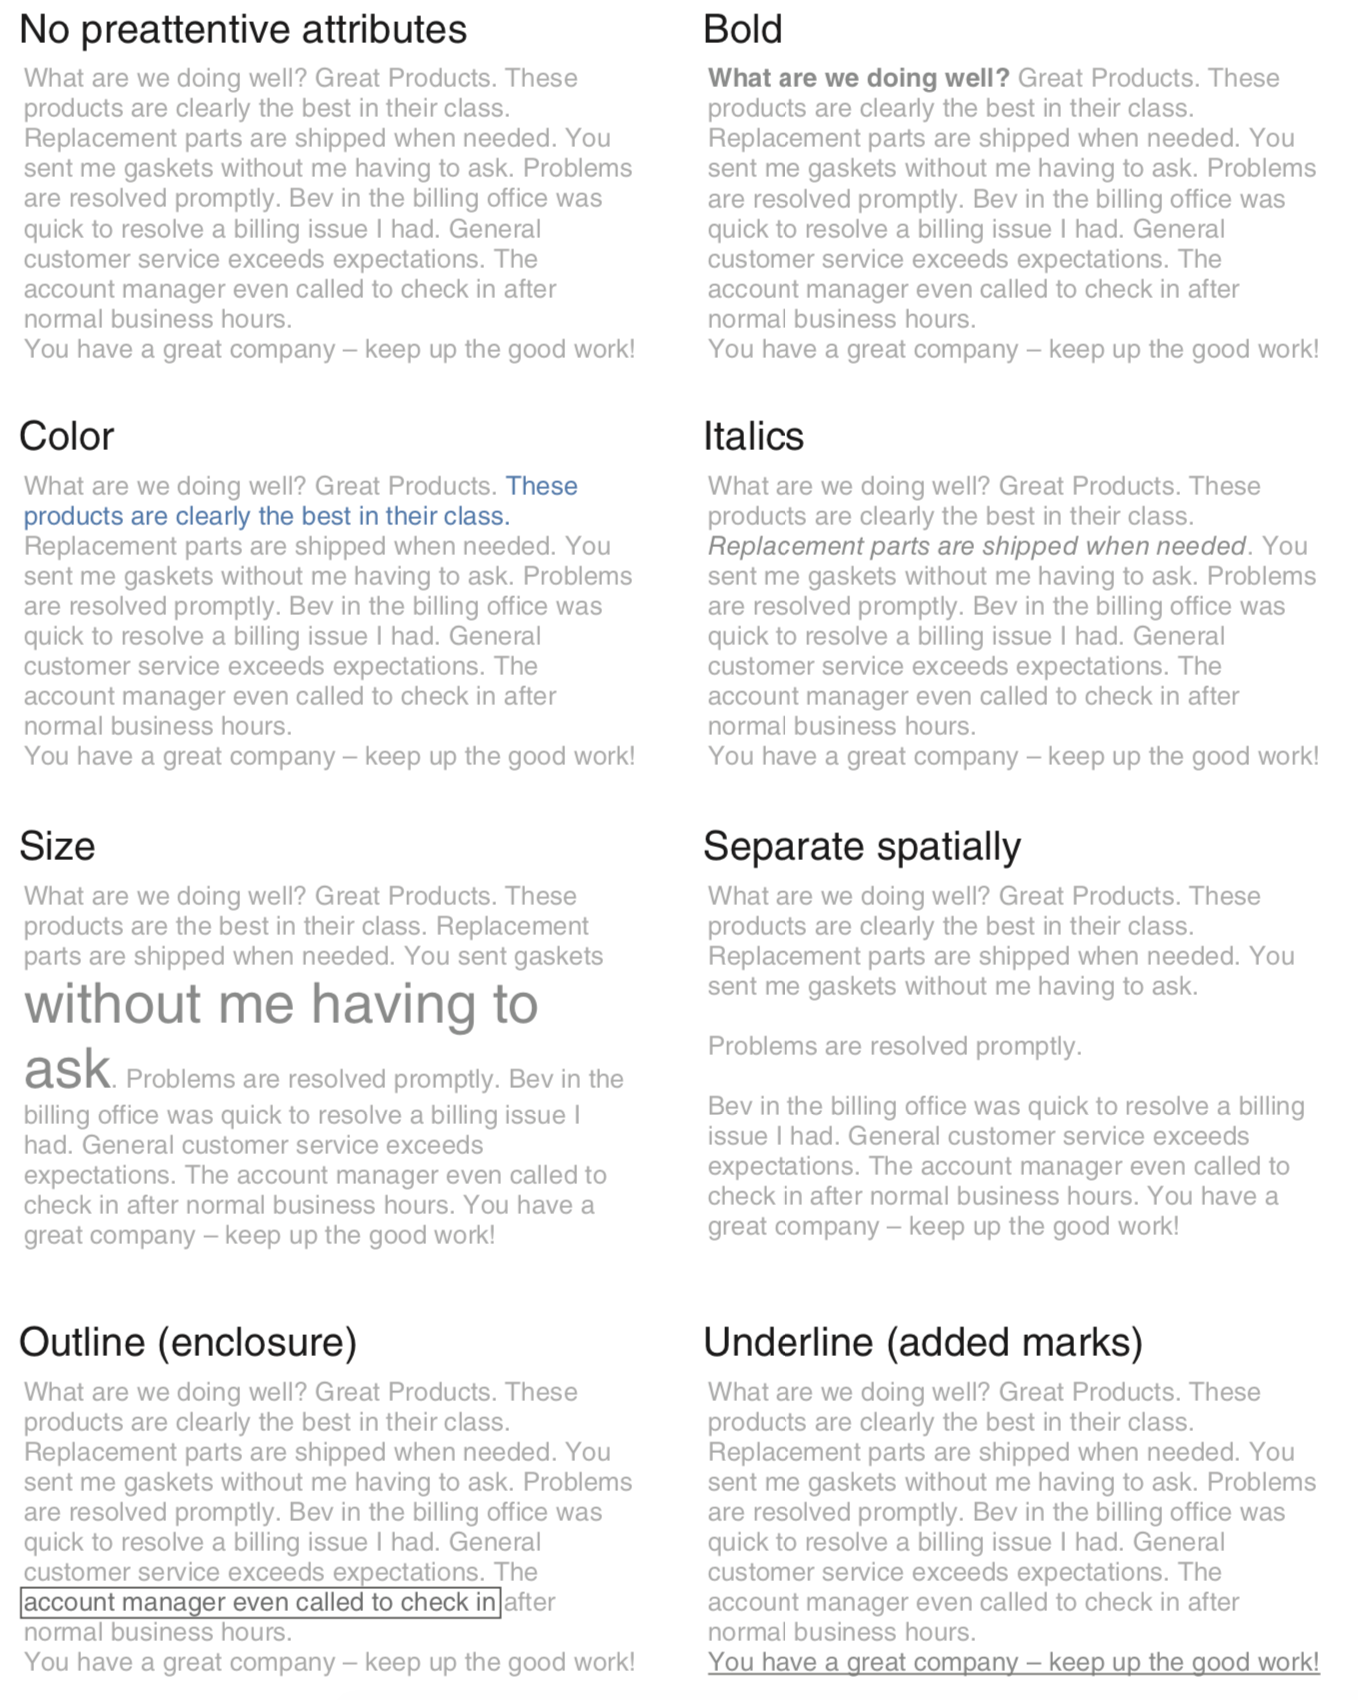 No preattentive attributes
What are we doing well? Great Products. These
products are clearly the best in their class.
Replacement parts are shipped when needed. You
sent me gaskets without me having to ask. Problems
are resolved promptly. Bev in the billing office was
quick to resolve a billing issue I had. General
customer service exceeds expectations. The
account manager even called to check in after
normal business hours.
You have a great company – keep up the good work!
Bold
What are we doing well? Great Products. These
products are clearly the best in their class.
Replacement parts are shipped when needed. You
sent me gaskets without me having to ask. Problems
are resolved promptly. Bev in the billing office was
quick to resolve a billing issue I had. General
customer service exceeds expectations. The
account manager even called to check in after
normal business hours.
You have a great company – keep up the good work!
Color
What are we doing well? Great Products. These
products are clearly the best in their class.
Replacement parts are shipped when needed. You
sent me gaskets without me having to ask. Problems
are resolved promptly. Bev in the billing office was
quick to resolve a billing issue I had. General
customer service exceeds expectations. The
account manager even called to check in after
normal business hours.
You have a great company – keep up the good work!
Italics
What are we doing well? Great Products. These
products are clearly the best in their class.
Replacement parts are shipped when needed. You
sent me gaskets without me having to ask. Problems
are resolved promptly. Bev in the billing office was
quick to resolve a billing issue I had. General
customer service exceeds expectations. The
account manager even called to check in after
normal business hours.
You have a great company – keep up the good work!
Size
What are we doing well? Great Products. These
products are the best in their class. Replacement
parts are shipped when needed. You sent gaskets
without me having to
ask. Problems are resolved promptly. Bev in the
billing office was quick to resolve a billing issue I
had. General customer service exceeds
expectations. The account manager even called to
check in after normal business hours. You have a
great company – keep up the good work!
Separate spatially
What are we doing well? Great Products. These
products are clearly the best in their class.
Replacement parts are shipped when needed. You
sent me gaskets without me having to ask.
Problems are resolved promptly.
Bev in the billing office was quick to resolve a billing
issue I had. General customer service exceeds
expectations. The account manager even called to
check in after normal business hours. You have a
great company – keep up the good work!
Outline (enclosure)
What are we doing well? Great Products. These
products are clearly the best in their class.
Replacement parts are shipped when needed. You
sent me gaskets without me having to ask. Problems
are resolved promptly. Bev in the billing office was
quick to resolve a billing issue I had. General
customer service exceeds expectations. The
account manager even called to check in after
normal business hours.
You have a great company – keep up the good work!
Underline (added marks)
What are we doing well? Great Products. These
products are clearly the best in their class.
Replacement parts are shipped when needed. You
sent me gaskets without me having to ask. Problems
are resolved promptly. Bev in the billing office was
quick to resolve a billing issue I had. General
customer service exceeds expectations. The
account manager even called to check in after
normal business hours.
You have a great company – keep up the good work!